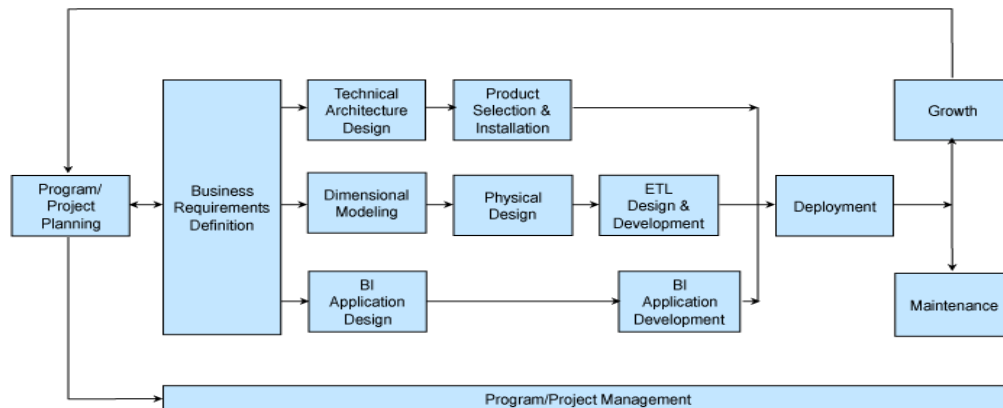 Technical
Architecture
Design
Product
Selection &
Installation
Growth
Program/
Project
Planning
Business
Requirements
Definition
Dimensional
Modeling
Physical
Design
ETL
Design &
Development
Deployment
BI
Application
Design
BI
Application
Development
Maintenance
Program/Project Management